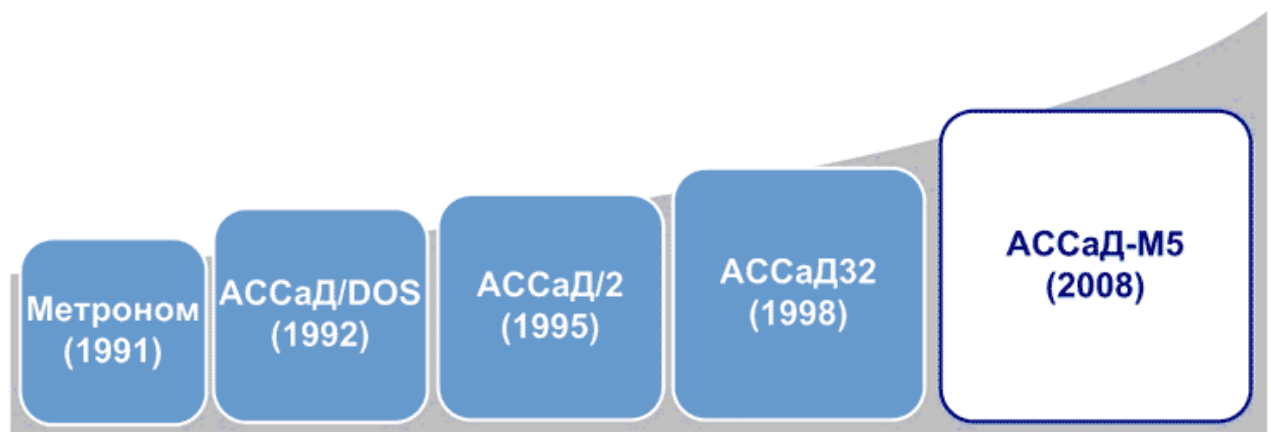 Метроном
(1991)
АССаД/DOS
(1992)
АССаД/2
(1995)
АССаД32
(1998)
АССаД-М5
(2008)